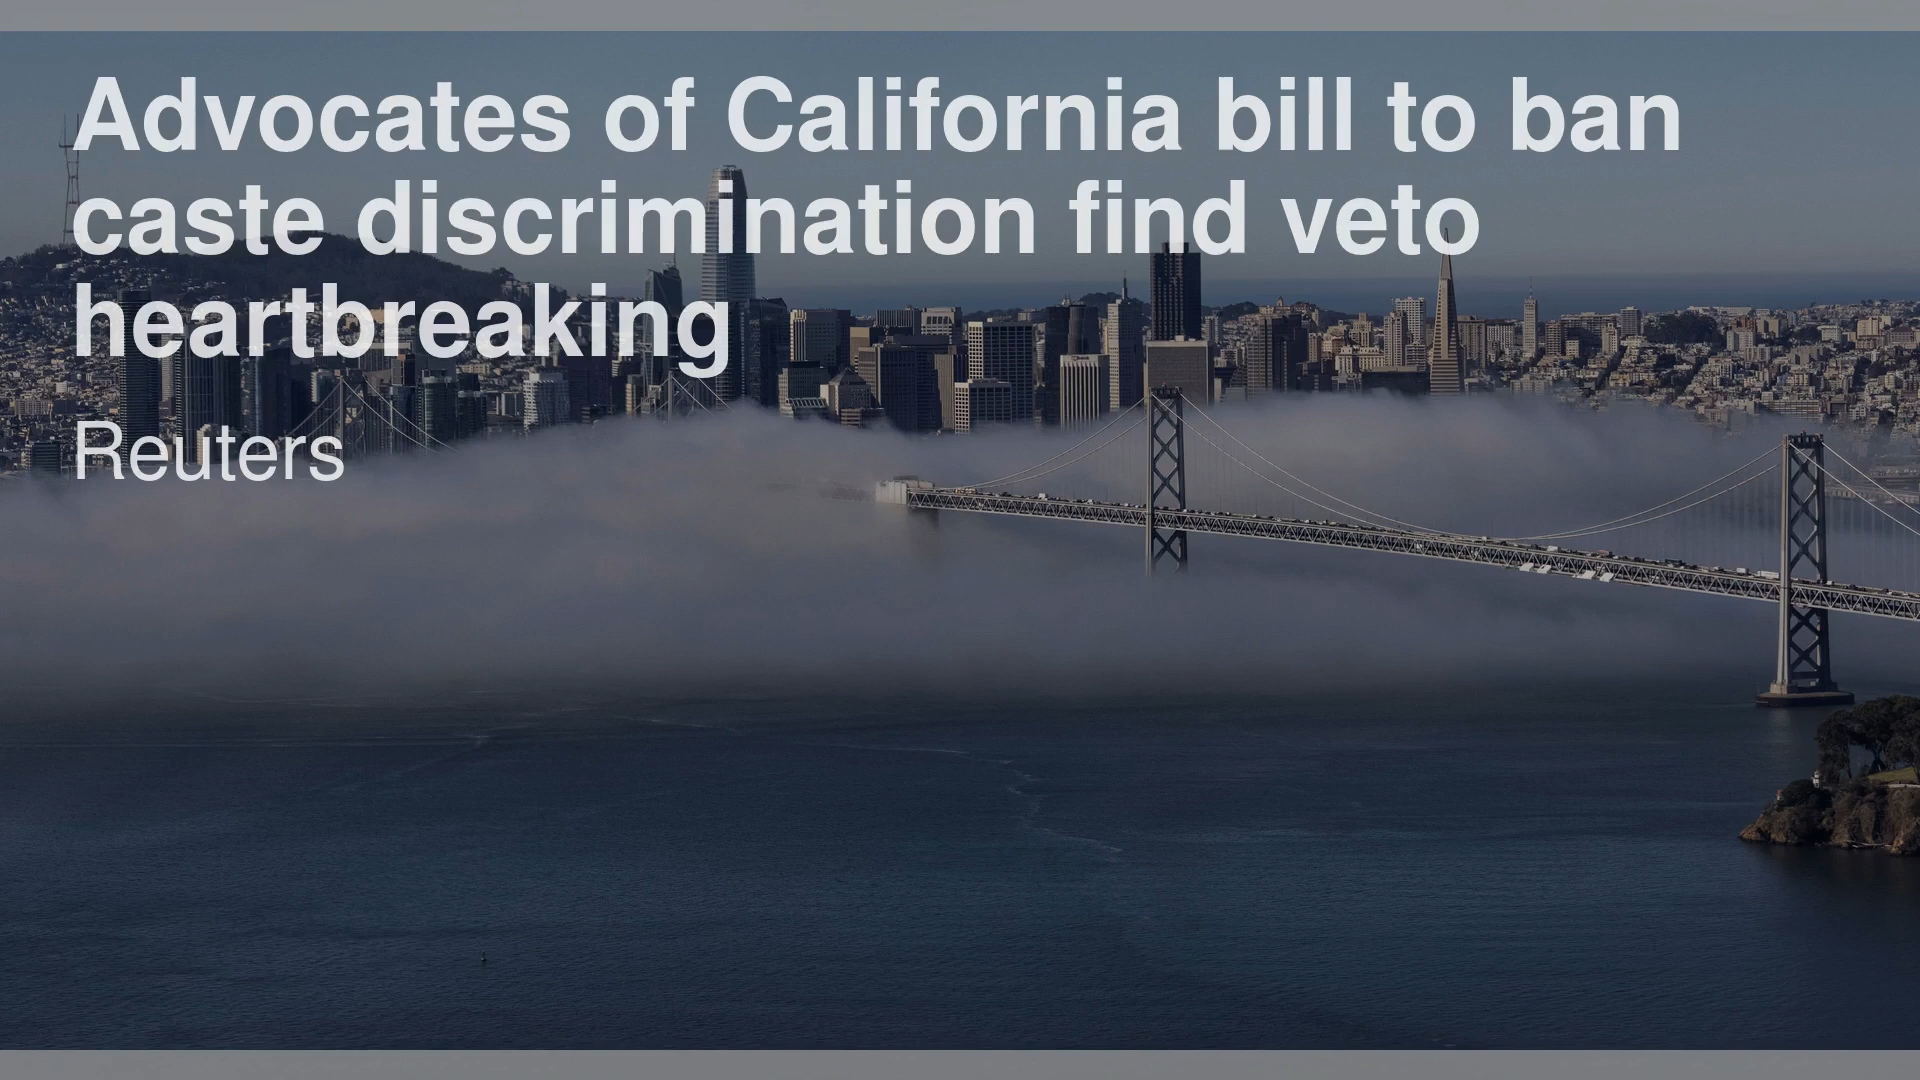 Advocates of California bill to ban
caste discrimination find veto
heartbreaking
Reuters